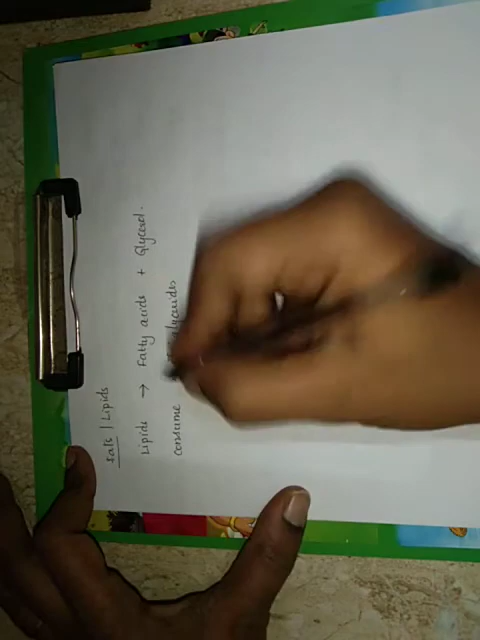 Fats | Lipids
Lipids → Fatty acids + Glycerol.
consume